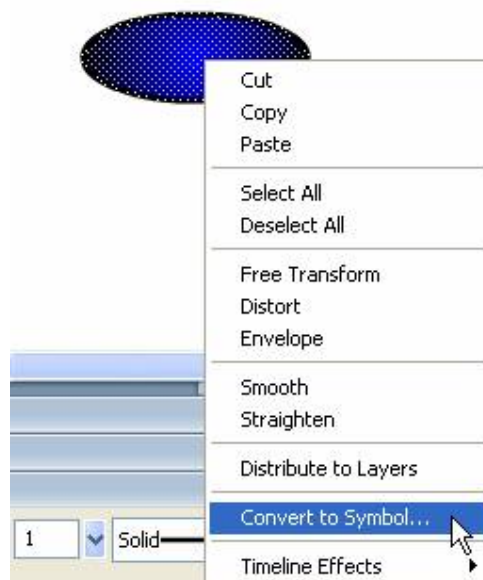 Cut
Copy
Paste
Select All
Deselect All
Free Transform
Distort
Envelope
Smooth
Straighten
Distribute to Layers
Convert to Symbol...
1 Solid
Timeline Effects